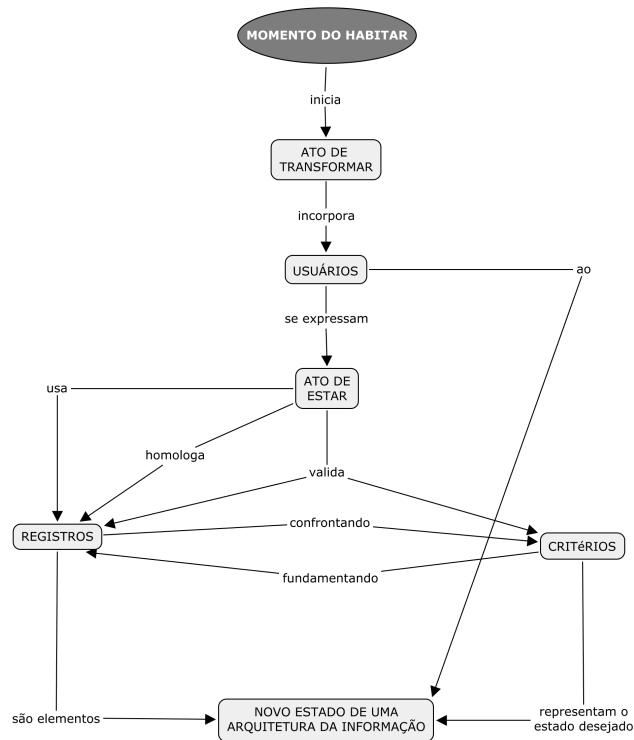 MOMENTO DO HABITAR
inicia
ATO DE
TRANSFORMAR
incorpora
USUÁRIOS
ao
se expressam
ATO DE
ESTAR
usa
homologa
valida
REGISTROS
confrontando
CRITéRIOS
fundamentando
são elementos
NOVO ESTADO DE UMA
ARQUITETURA DA INFORMAÇÃO
representam o
estado desejado